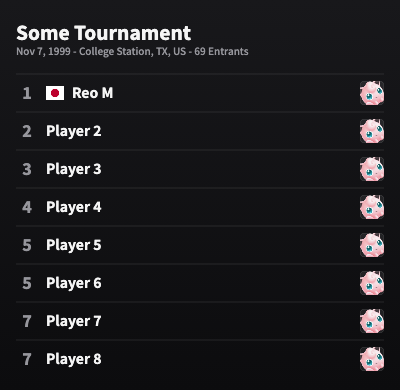 Some Tournament
Nov 7, 1999 - College Station, TX, US - 69 Entrants
1 Reo M
2 Player 2
3 Player 3
4 Player 4
5 Player 5
5 Player 6
7 Player 7
7 Player 8